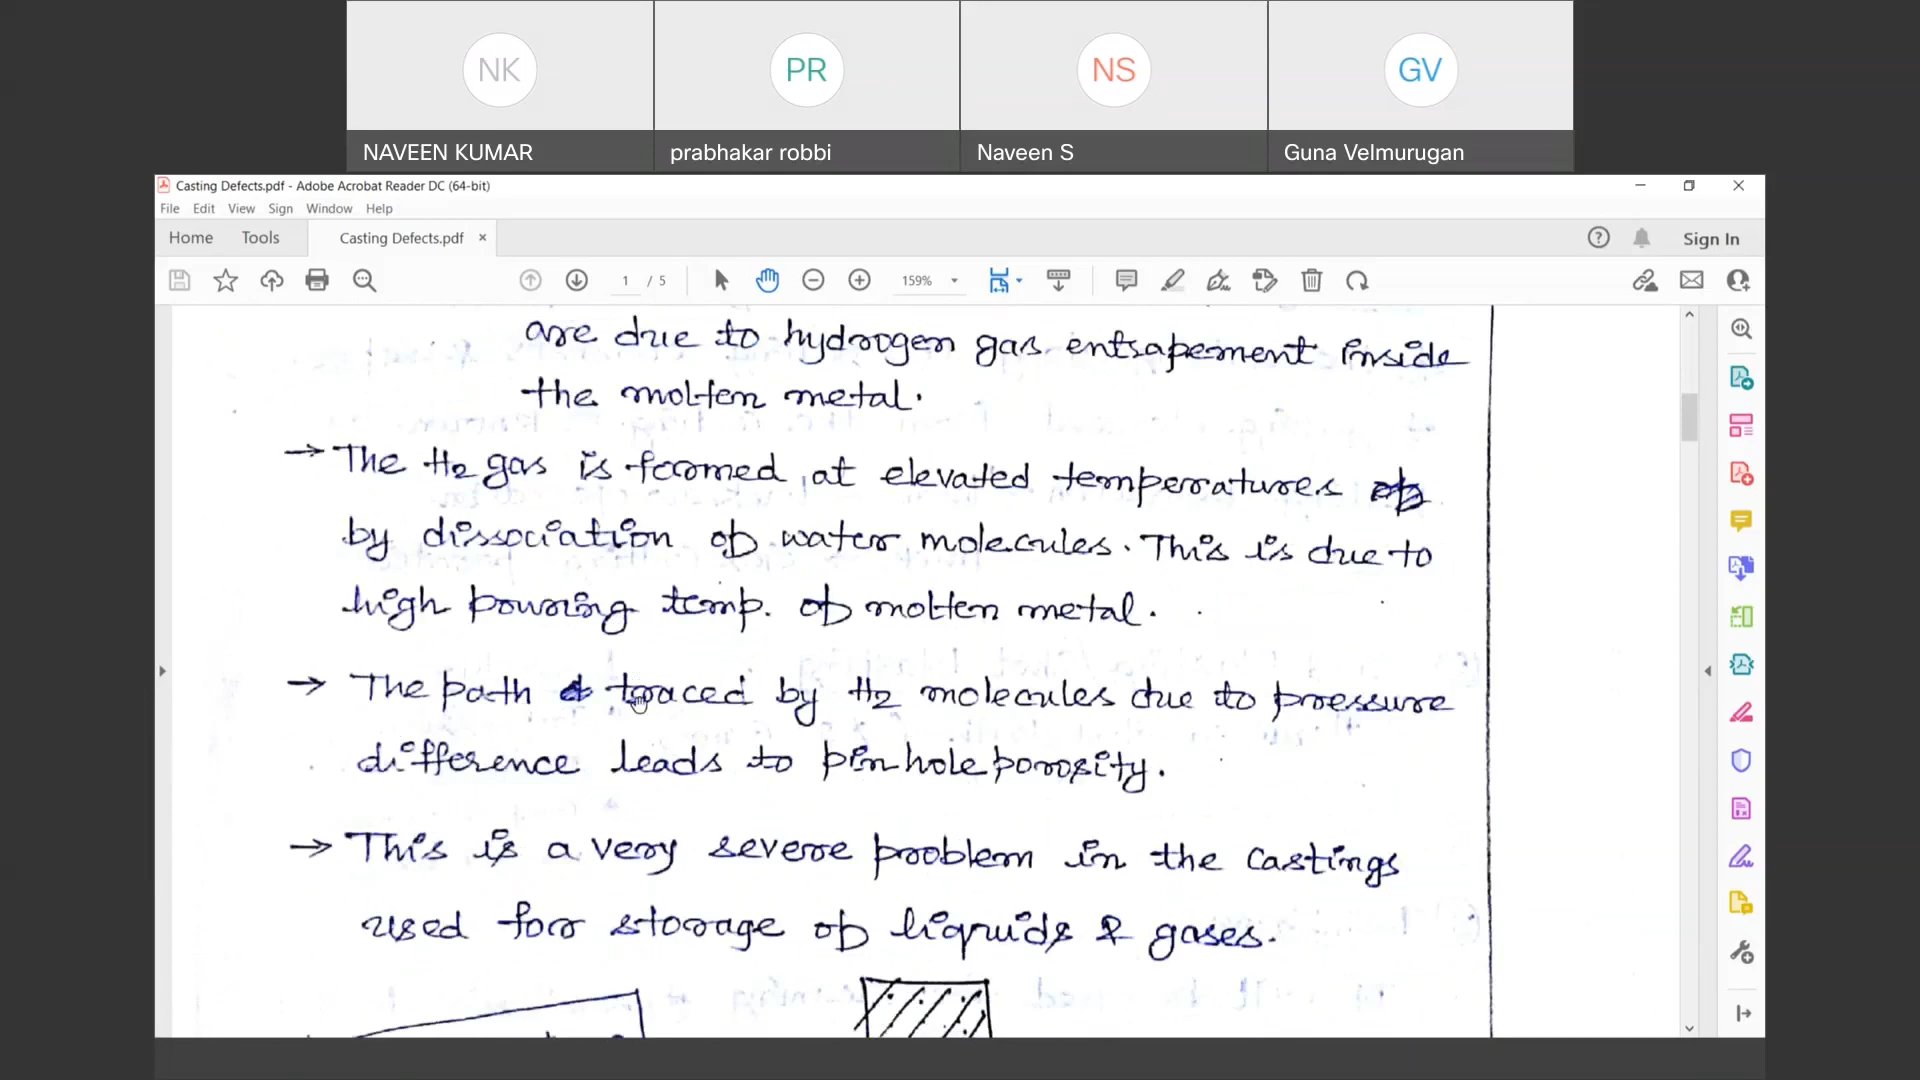 NK
PR
NS
GV
NAVEEN KUMAR
prabhakar robbi
Naveen S
Guna Velmurugan
Casting Defects.pdf - Adobe Acrobat Reader DC (64-bit)
File Edit View Sign Window Help
Home Tools Casting Defects.pdf × Sign In
1 / 5 159%
are due to hydrogen gas entrapement inside
the molten metal.
→ The H₂ gas is formed, at elevated temperatures
by dissociation of water molecules. This is due to
high pouring temp. of molten metal.
→ The path traced by H₂ molecules due to pressure
difference leads to pin hole porosity.
→ This is a very severe problem in the castings
used for storage of liquids & gases.